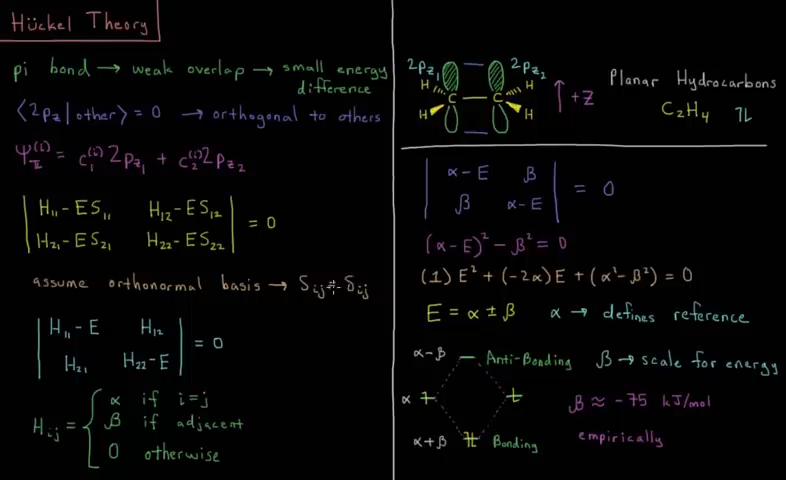 Hückel Theory
pi bond → weak overlap → small energy
difference
⟨2Pz|other⟩ = 0 → orthogonal to others
Ψπ⁽ⁱ⁾ = c₁⁽ⁱ⁾2Pz₁ + c₂⁽ⁱ⁾2Pz₂
| H₁₁ - ES₁₁ H₁₂ - ES₁₂ |
| H₂₁ - ES₂₁ H₂₂ - ES₂₂ | = 0
assume orthonormal basis → Sᵢⱼ = δᵢⱼ
| H₁₁ - E H₁₂ |
| H₂₁ H₂₂ - E | = 0
Hᵢⱼ = { α if i=j
β if adjacent
0 otherwise
2Pz₁ 2Pz₂
H C C H
H H
↑ +Z
Planar Hydrocarbons
C₂H₄ ⥮
| α - E β |
| β α - E | = 0
(α - E)² - β² = 0
(1) E² + (-2α)E + (α² - β²) = 0
E = α ± β α → defines reference
α-β Anti-Bonding β → scale for energy
α
β ≈ -75 kJ/mol
α+β Bonding empirically